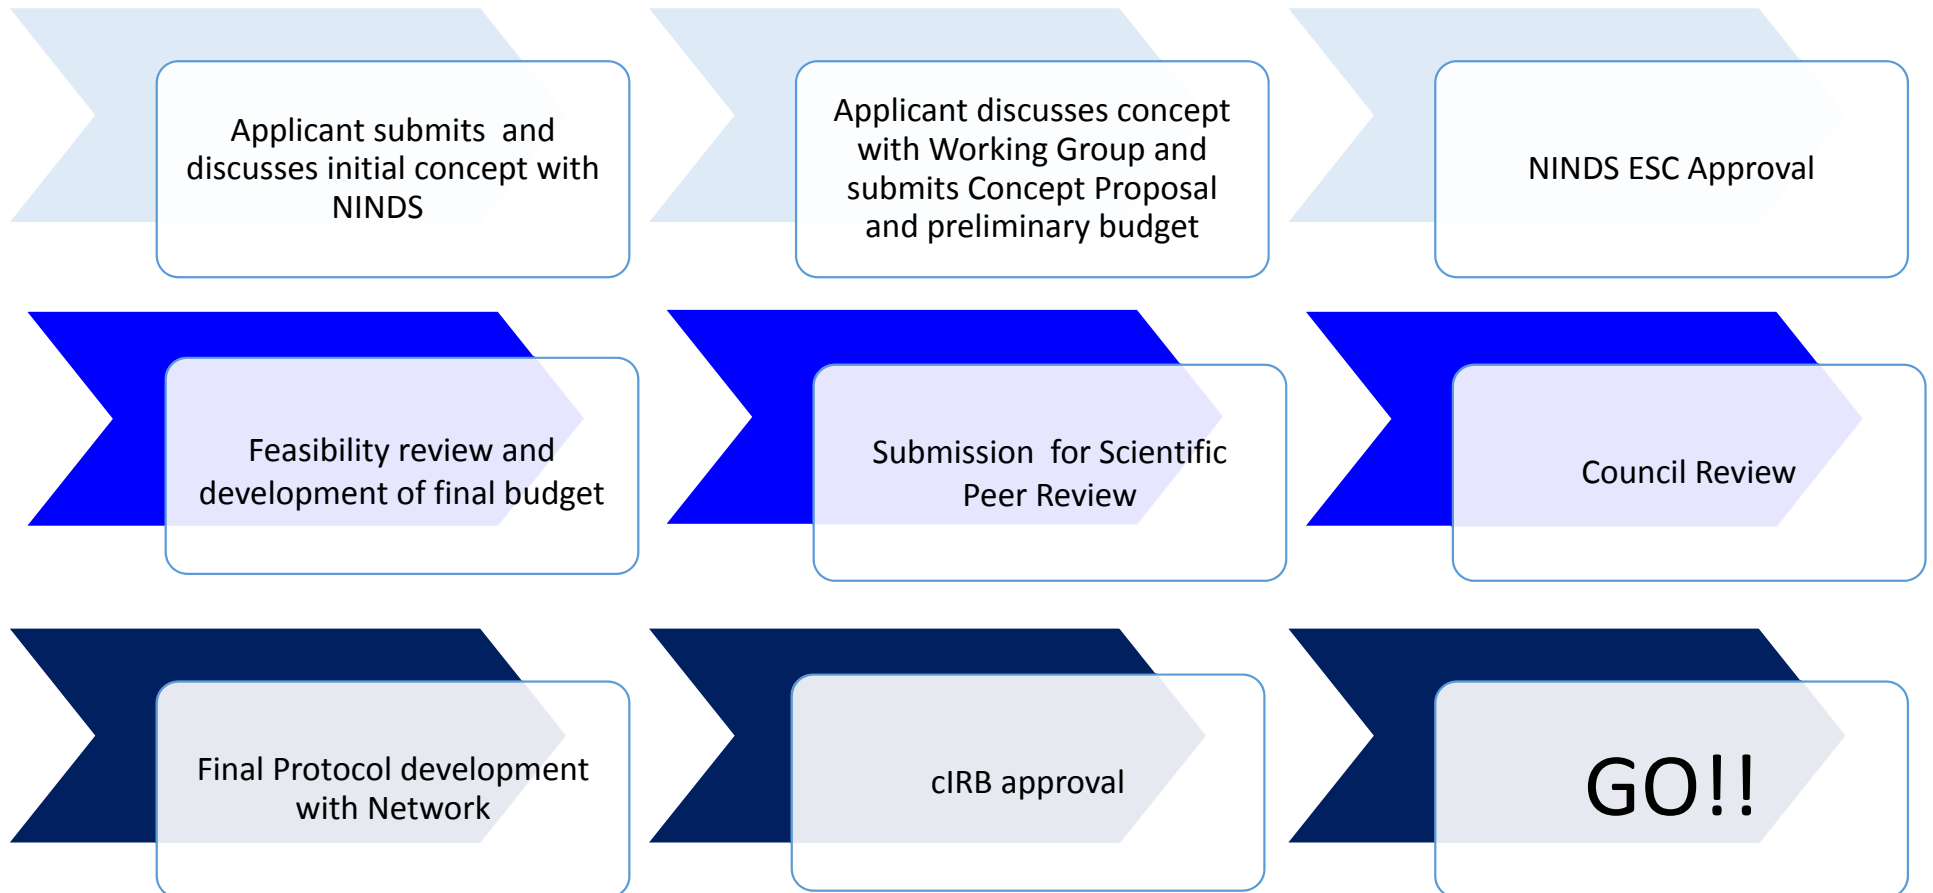 Applicant submits  and
discusses initial concept with
NINDS
Applicant discusses concept
with Working Group and
submits Concept Proposal
and preliminary budget
NINDS ESC Approval
Feasibility review and
development of final budget
Submission  for Scientific
Peer Review
Council Review
Final Protocol development
with Network
cIRB approval
GO!!